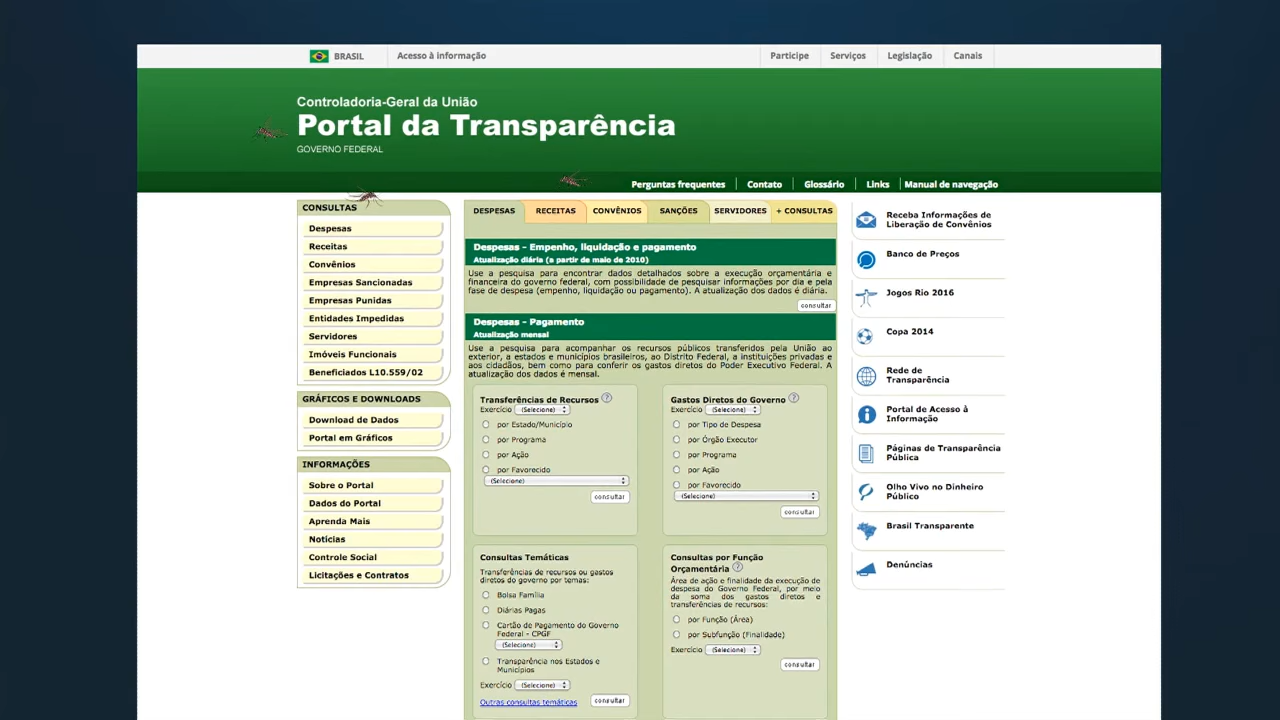 BRASIL
Acesso à informação
Participe
Serviços
Legislação
Canais
Controladoria-Geral da União
Portal da Transparência
GOVERNO FEDERAL
Perguntas frequentes
Contato
Glossário
Links
Manual de navegação
CONSULTAS
Despesas
Receitas
Convênios
Empresas Sancionadas
Empresas Punidas
Entidades Impedidas
Servidores
Imóveis Funcionais
Beneficiados L10.559/02
GRÁFICOS E DOWNLOADS
Download de Dados
Portal em Gráficos
INFORMAÇÕES
Sobre o Portal
Dados do Portal
Aprenda Mais
Notícias
Controle Social
Licitações e Contratos
DESPESAS
RECEITAS
CONVÊNIOS
SANÇÕES
SERVIDORES
+ CONSULTAS
Despesas - Empenho, liquidação e pagamento
Atualização diária (a partir de maio de 2010)
Use a pesquisa para encontrar dados detalhados sobre a execução orçamentária e
financeira do governo federal, com possibilidade de pesquisar informações por dia e pela
fase de despesa (empenho, liquidação ou pagamento). A atualização dos dados é diária.
consultar
Despesas - Pagamento
Atualização mensal
Use a pesquisa para acompanhar os recursos públicos transferidos pela União ao
exterior, a estados e municípios brasileiros, ao Distrito Federal, a instituições privadas e
aos cidadãos, bem como para conferir os gastos diretos do Poder Executivo Federal. A
atualização dos dados é mensal.
Transferências de Recursos ?
Exercício (Selecione)
por Estado/Município
por Programa
por Ação
por Favorecido
(Selecione)
consultar
Gastos Diretos do Governo ?
Exercício (Selecione)
por Tipo de Despesa
por Órgão Executor
por Programa
por Ação
por Favorecido
(Selecione)
consultar
Consultas Temáticas
Transferências de recursos ou gastos
diretos do governo por temas:
Bolsa Família
Diárias Pagas
Cartão de Pagamento do Governo
Federal - CPGF
(Selecione)
Transparência nos Estados e
Municípios
Exercício (Selecione)
Outras consultas temáticas
consultar
Consultas por Função
Orçamentária ?
Área de ação e finalidade da execução de
despesa do Governo Federal, por meio
da soma dos gastos diretos e
transferências de recursos:
por Função (Área)
por Subfunção (Finalidade)
Exercício (Selecione)
consultar
Receba Informações de
Liberação de Convênios
Banco de Preços
Jogos Rio 2016
Copa 2014
Rede de
Transparência
Portal de Acesso à
Informação
Páginas de Transparência
Pública
Olho Vivo no Dinheiro
Público
Brasil Transparente
Denúncias